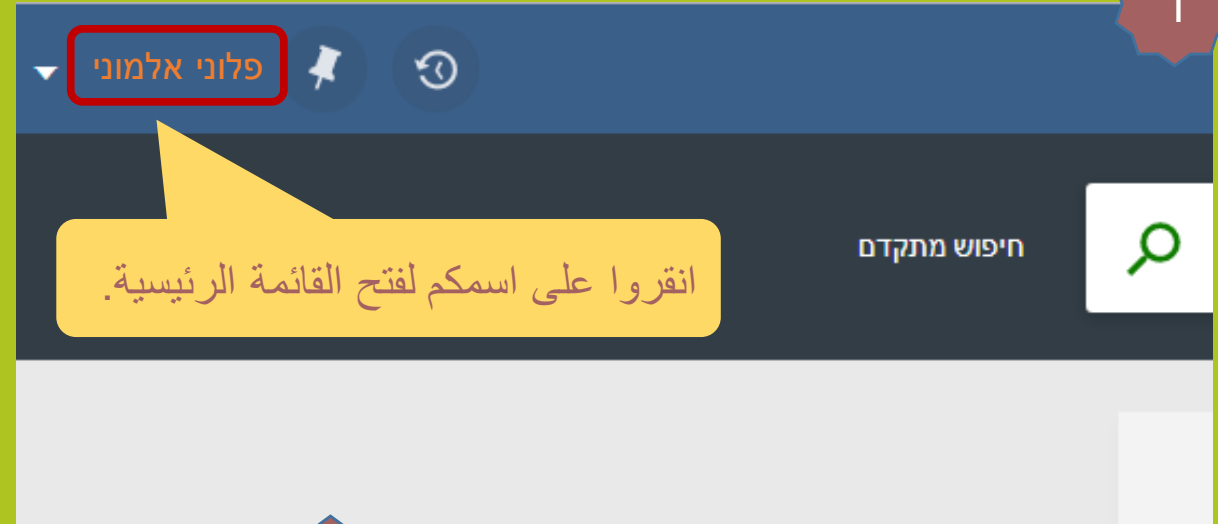 פלוני אלמוני
חיפוש מתקדם
انقروا على اسمكم لفتح القائمة الرئيسية.